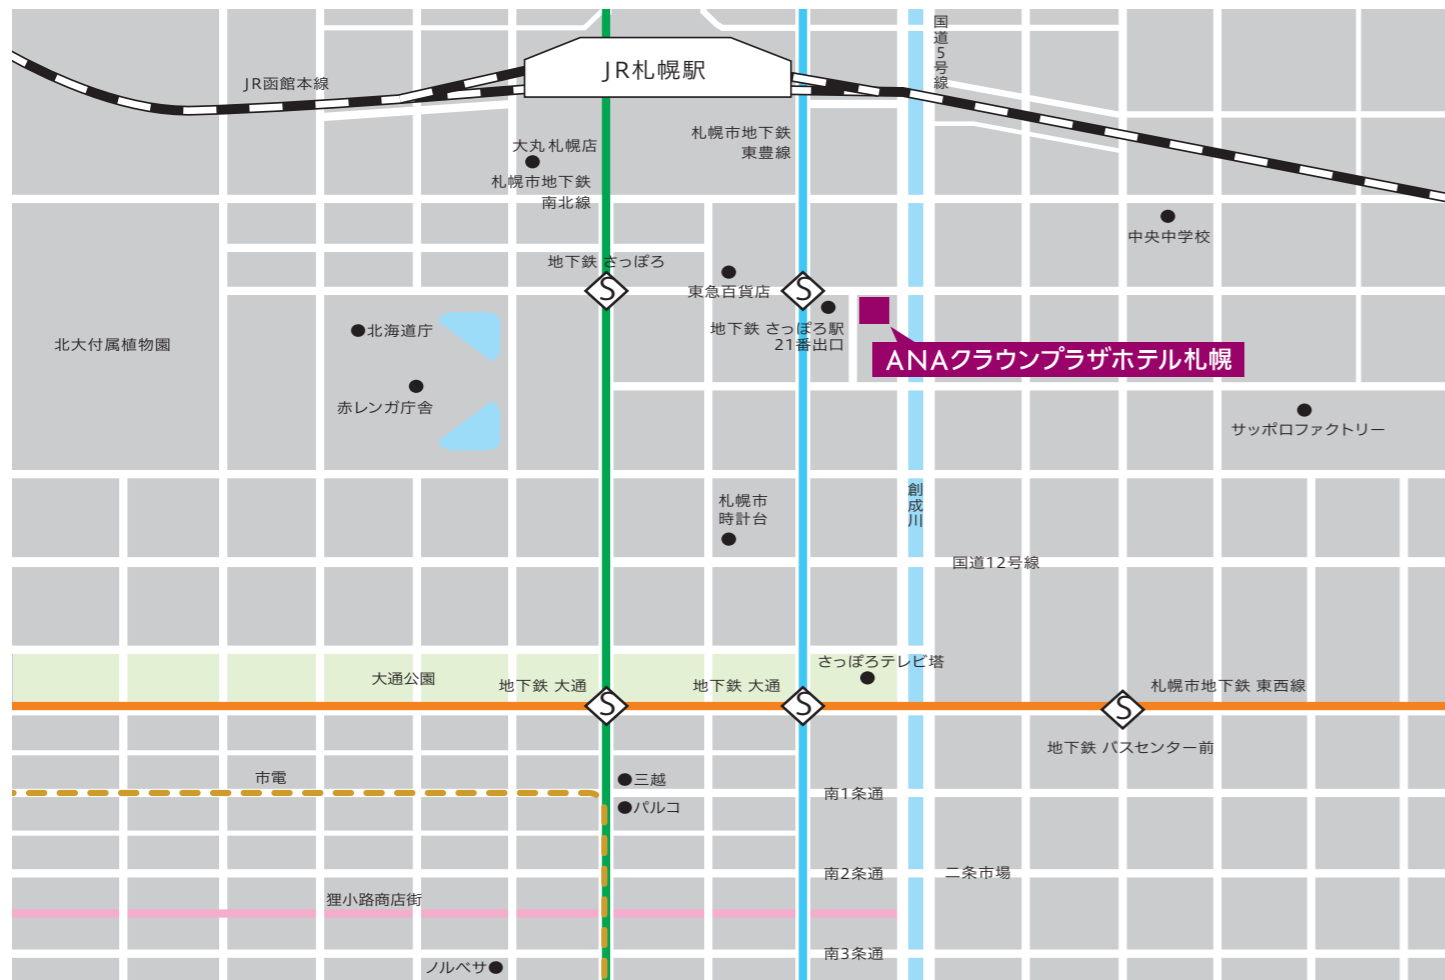 国道5号線
JR札幌駅
JR函館本線
札幌市地下鉄
東豊線
大丸 札幌店
札幌市地下鉄
南北線
中央中学校
地下鉄 さっぽろ
S
東急百貨店
S
地下鉄 さっぽろ駅
21番出口
北海道庁
北大付属植物園
ANAクラウンプラザホテル札幌
赤レンガ庁舎
サッポロファクトリー
札幌市
時計台
創成川
国道12号線
さっぽろテレビ塔
大通公園
地下鉄 大通
地下鉄 大通
札幌市地下鉄 東西線
S
S
S
地下鉄 バスセンター前
市電
三越
パルコ
南1条通
南2条通
二条市場
狸小路商店街
南3条通
ノルベサ